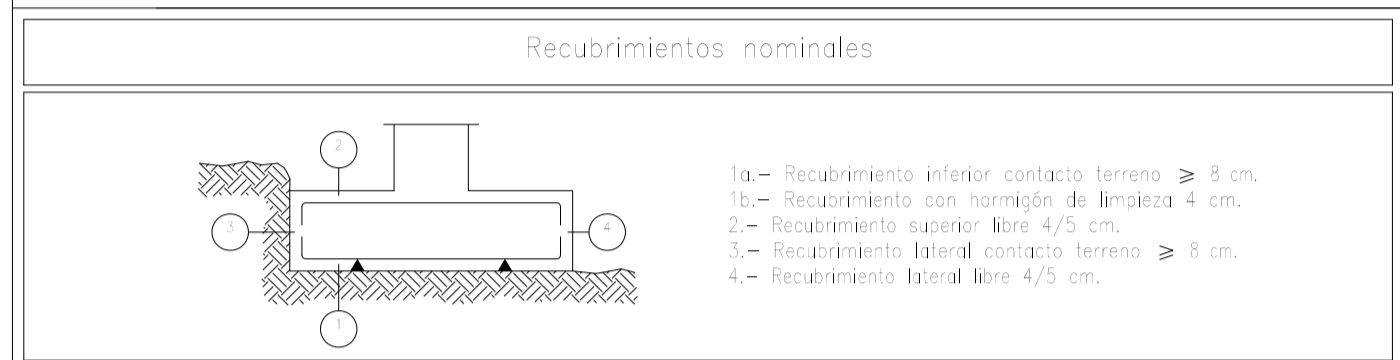 Recubrimientos nominales
2
3
4
1
1a.- Recubrimiento inferior contacto terreno ⩾ 8 cm.
1b.- Recubrimiento con hormigón de limpieza 4 cm.
2.- Recubrimiento superior libre 4/5 cm.
3.- Recubrimiento lateral contacto terreno ⩾ 8 cm.
4.- Recubrimiento lateral libre 4/5 cm.